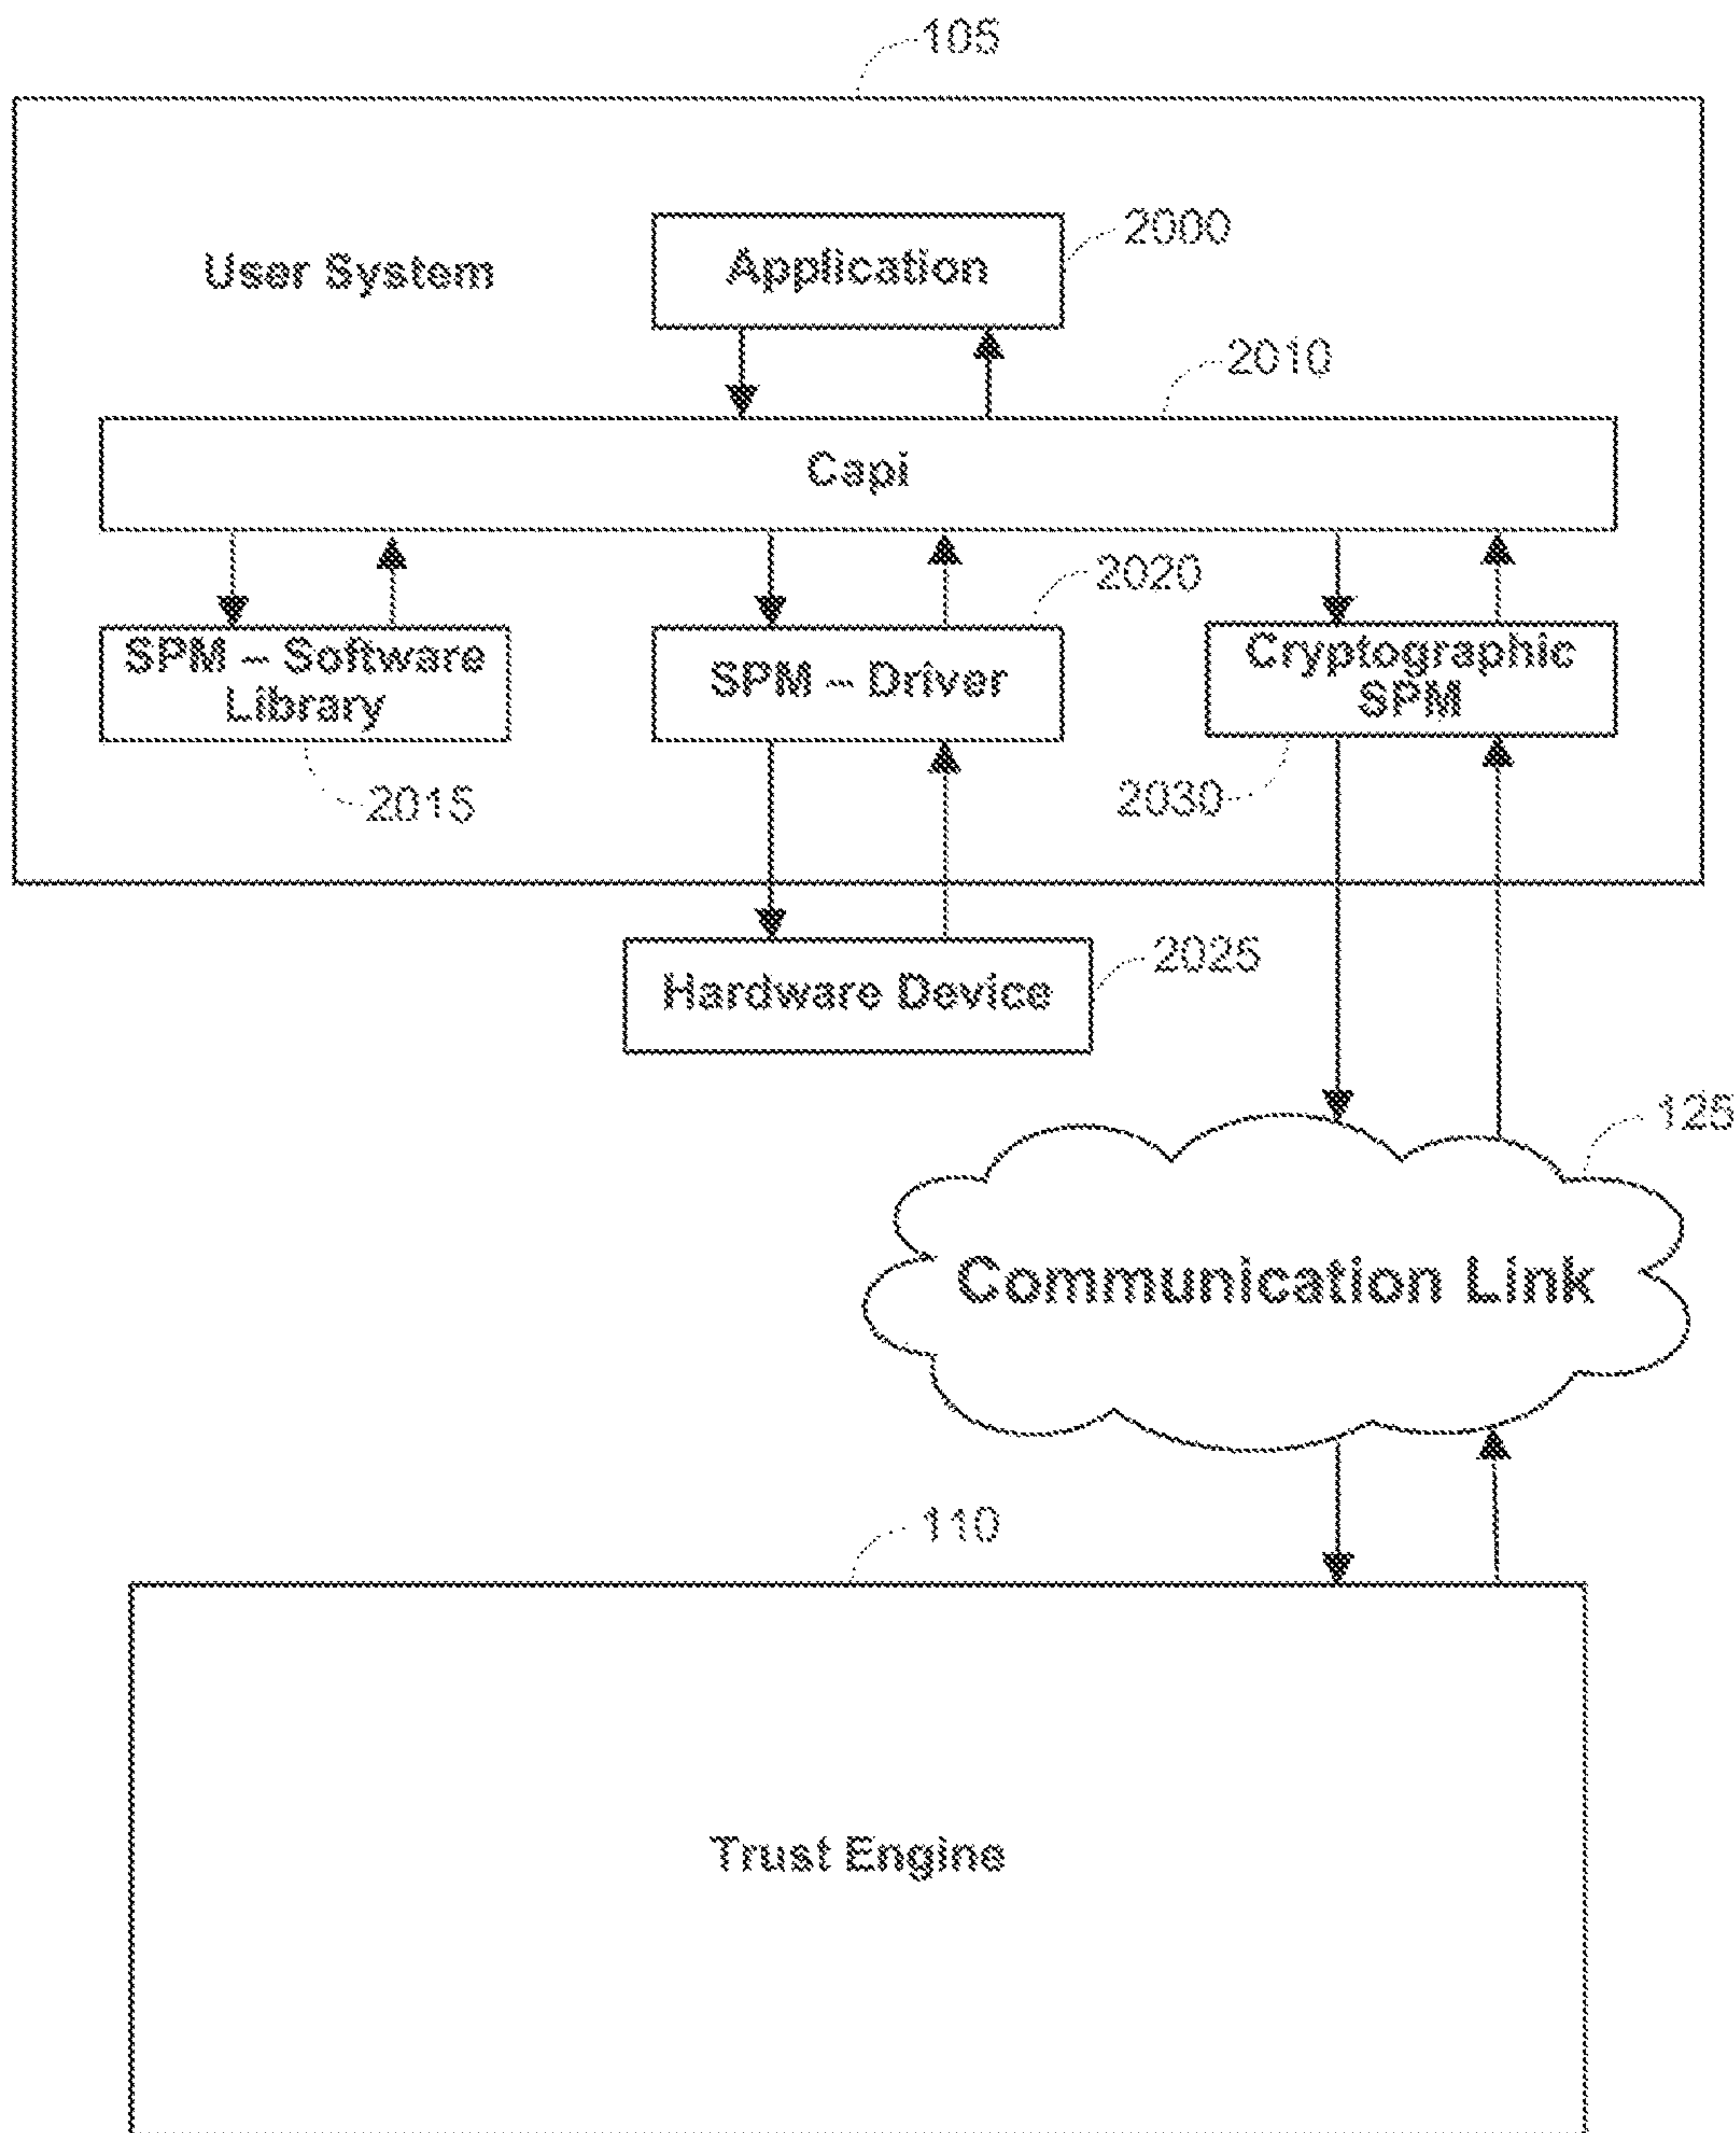 105
User System
Application
2000
2010
Capi
2020
SPM – Software
Library
SPM – Driver
Cryptographic
SPM
2015
2030
Hardware Device
2025
125
Communication Link
110
Trust Engine